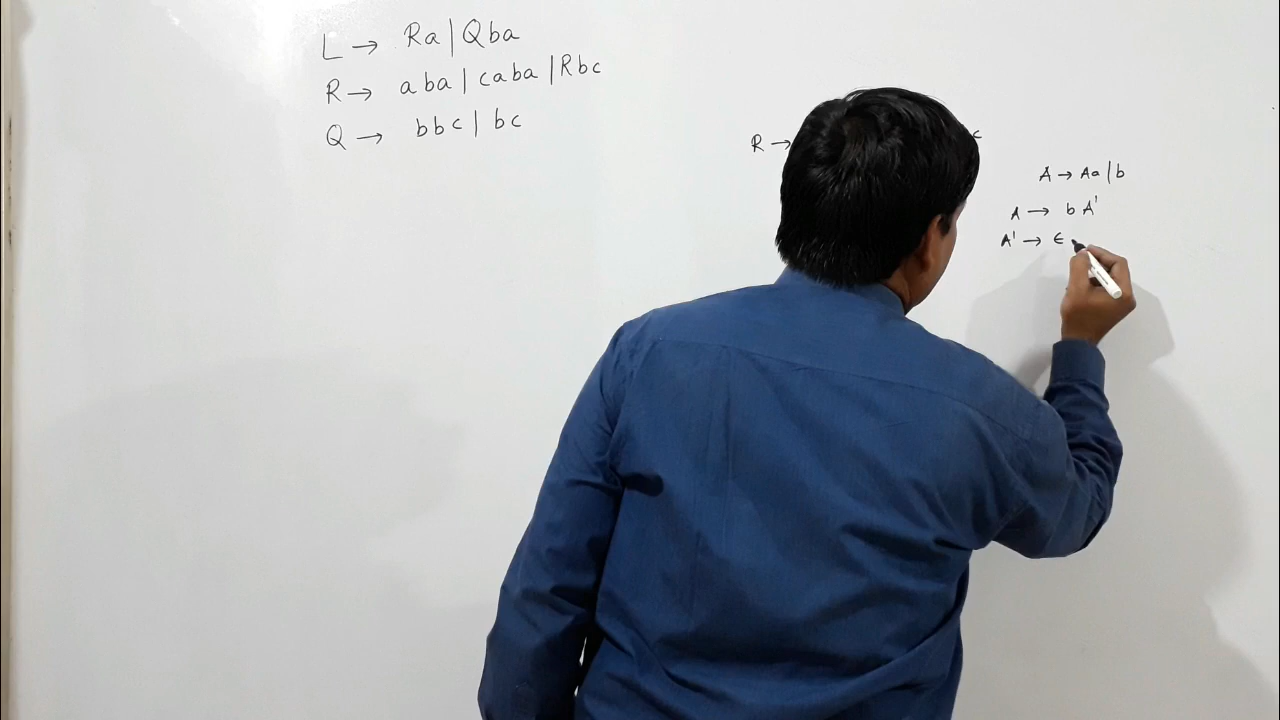 L → Ra | Qba
R → aba | caba | Rbc
Q → bbc | bc
R →
A → Aa | b
A → b A'
A' → ϵ